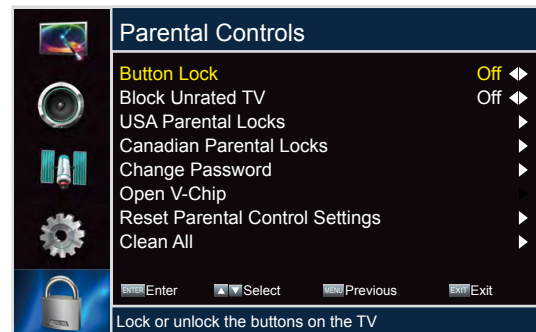 Parental Controls
Button Lock Off
Block Unrated TV Off
USA Parental Locks
Canadian Parental Locks
Change Password
Open V-Chip
Reset Parental Control Settings
Clean All
ENTER Enter Select MENU Previous EXIT Exit
Lock or unlock the buttons on the TV